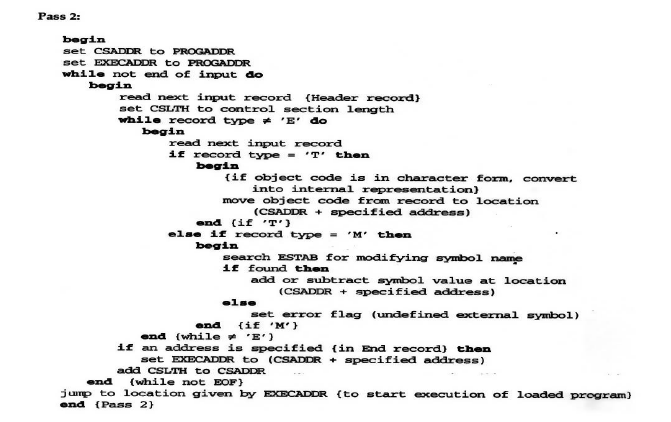 Pass 2:
begin
set CSADDR to PROGADDR
set EXECADDR to PROGADDR
while not end of input do
begin
read next input record {Header record}
set CSLTH to control section length
while record type ≠ 'E' do
begin
read next input record
if record type = 'T' then
begin
{if object code is in character form, convert
into internal representation}
move object code from record to location
(CSADDR + specified address)
end {if 'T'}
else if record type = 'M' then
begin
search ESTAB for modifying symbol name
if found then
add or subtract symbol value at location
(CSADDR + specified address)
else
set error flag (undefined external symbol)
end {if 'M'}
end {while ≠ 'E'}
if an address is specified {in End record} then
set EXECADDR to (CSADDR + specified address)
add CSLTH to CSADDR
end {while not EOF}
jump to location given by EXECADDR {to start execution of loaded program}
end {Pass 2}